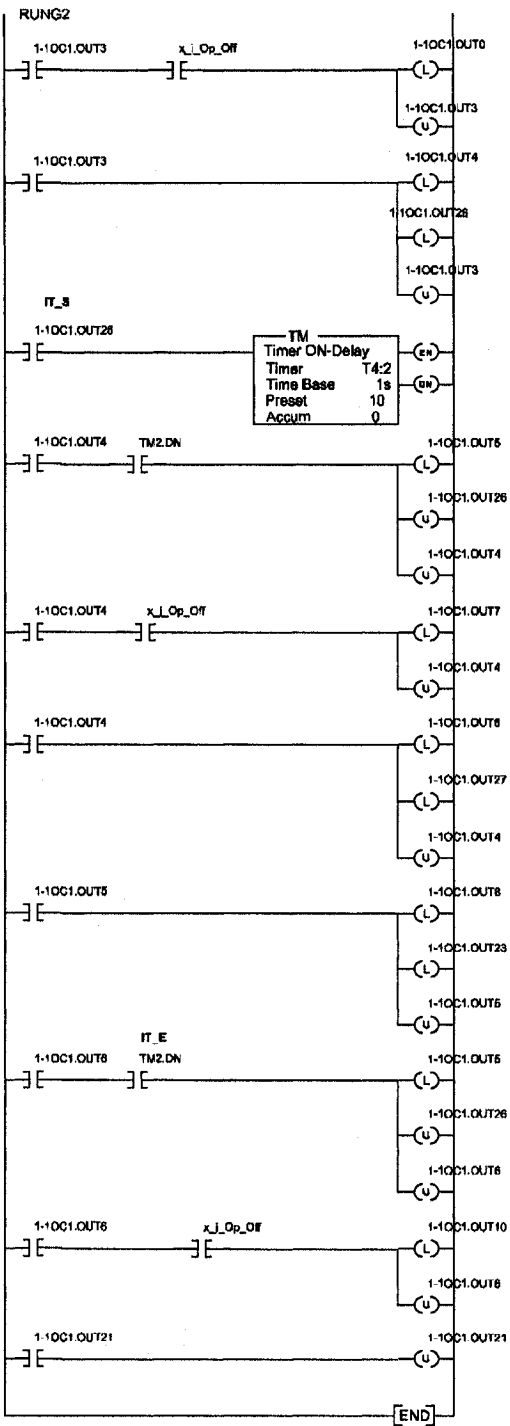 RUNG2
1-1OC1.OUT3
x_i_Op_Off
1-1OC1.OUT0
L
1-1OC1.OUT3
U
1-1OC1.OUT3
1-1OC1.OUT4
L
1-1OC1.OUT26
L
1-1OC1.OUT3
U
IT_S
1-1OC1.OUT26
TM
Timer ON-Delay
Timer T4:2
Time Base 1s
Preset 10
Accum 0
EN
DN
1-1OC1.OUT4
TM2.DN
1-1OC1.OUT5
L
1-1OC1.OUT26
U
1-1OC1.OUT4
U
1-1OC1.OUT4
x_i_Op_Off
1-1OC1.OUT7
L
1-1OC1.OUT4
U
1-1OC1.OUT4
1-1OC1.OUT6
L
1-1OC1.OUT27
L
1-1OC1.OUT4
U
1-1OC1.OUT5
1-1OC1.OUT8
L
1-1OC1.OUT23
L
1-1OC1.OUT5
U
IT_E
1-1OC1.OUT6
TM2.DN
1-1OC1.OUT5
L
1-1OC1.OUT26
U
1-1OC1.OUT6
U
1-1OC1.OUT6
x_j_Op_Off
1-1OC1.OUT10
L
1-1OC1.OUT6
U
1-1OC1.OUT21
1-1OC1.OUT21
U
END